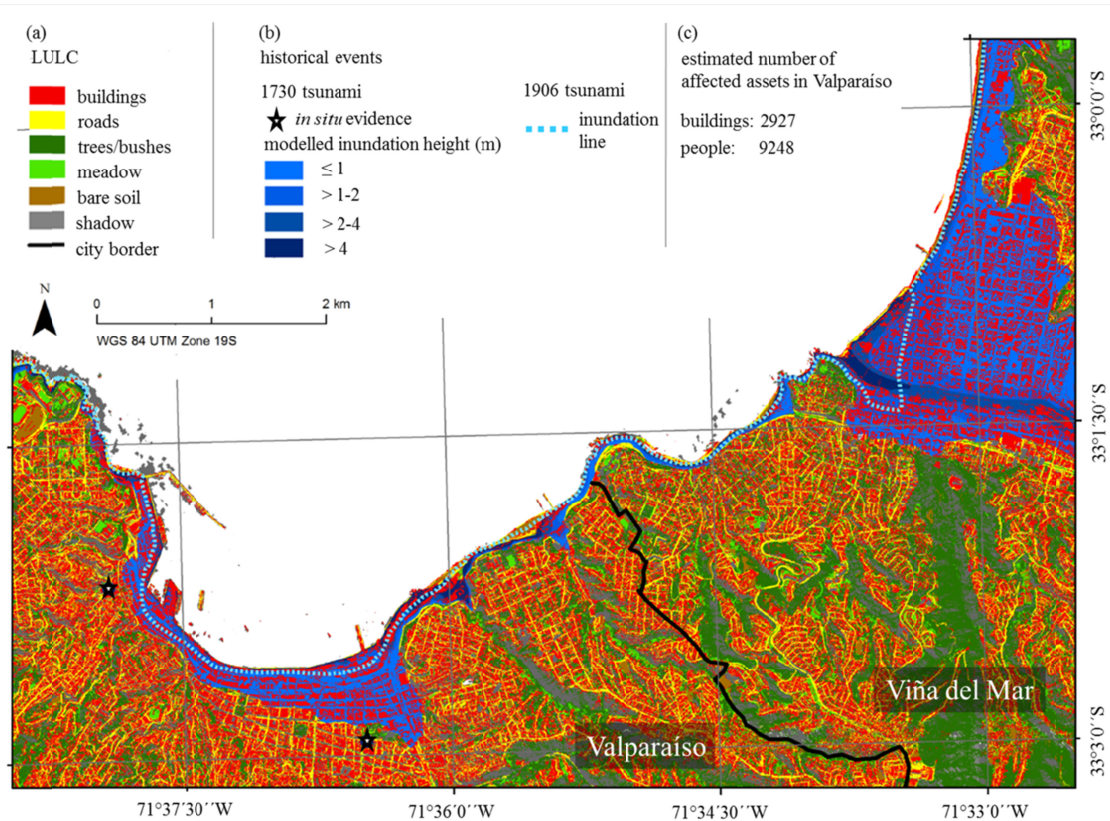 (a)
LULC
buildings
roads
trees/bushes
meadow
bare soil
shadow
city border
(b)
historical events
1730 tsunami
in situ evidence
modelled inundation height (m)
≤ 1
> 1-2
> 2-4
> 4
1906 tsunami
inundation
line
(c)
estimated number of
affected assets in Valparaíso
buildings: 2927
people: 9248
N
0 1 2 km
WGS 84 UTM Zone 19S
33°0´0´´S
33°1´30´´S
33°3´0´´S
Viña del Mar
Valparaíso
71°37´30´´W 71°36´0´´W 71°34´30´´W 71°33´0´´W